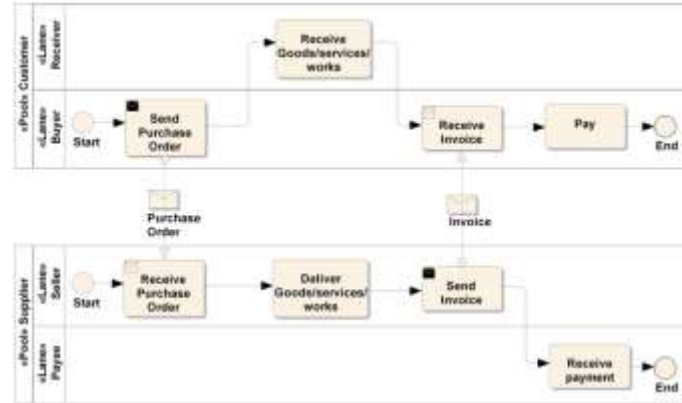 «Pool» Customer
«Lane»
Receiver
Receive
Goods/services/
works
«Lane»
Buyer
Start
Send
Purchase
Order
Receive
Invoice
Pay
End
Purchase
Order
Invoice
«Pool» Supplier
«Lane»
Seller
Start
Receive
Purchase
Order
Deliver
Goods/services/
works
Send
Invoice
«Lane»
Payee
Receive
payment
End